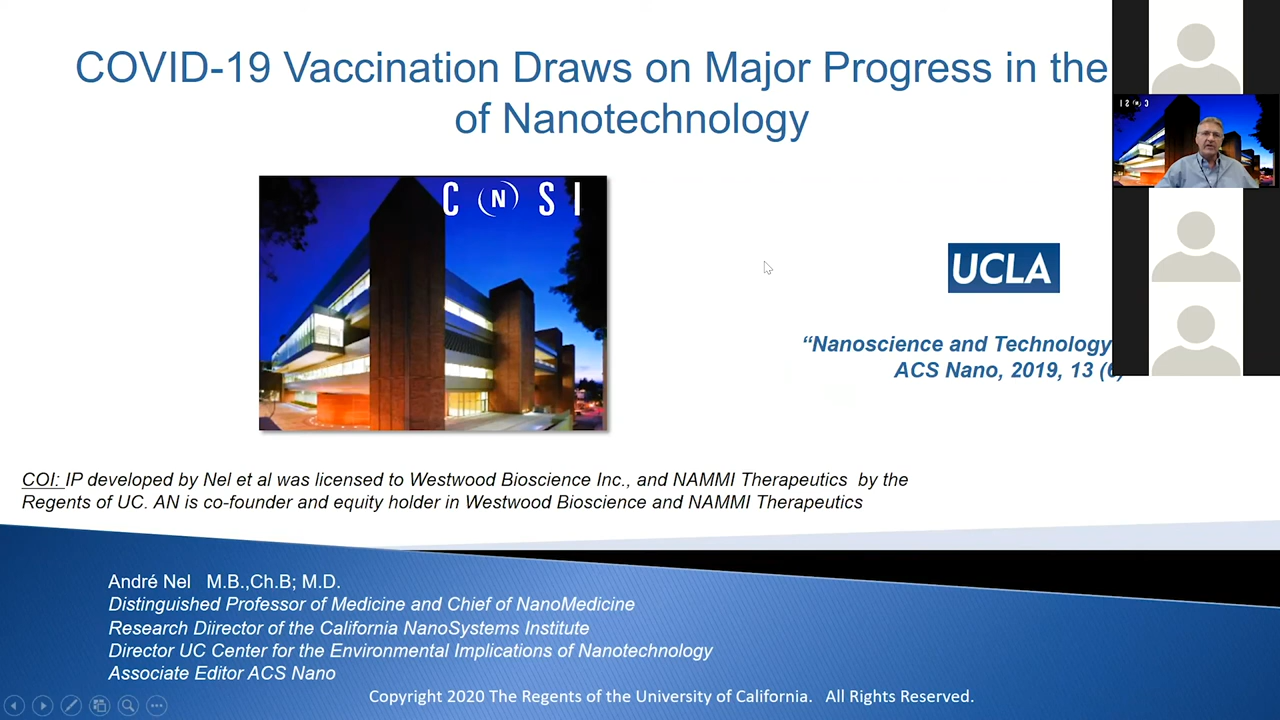 COVID-19 Vaccination Draws on Major Progress in the
of Nanotechnology
C N S I
UCLA
“Nanoscience and Technology
ACS Nano, 2019, 13 (6)
COI: IP developed by Nel et al was licensed to Westwood Bioscience Inc., and NAMMI Therapeutics by the
Regents of UC. AN is co-founder and equity holder in Westwood Bioscience and NAMMI Therapeutics
André Nel M.B.,Ch.B; M.D.
Distinguished Professor of Medicine and Chief of NanoMedicine
Research Diirector of the California NanoSystems Institute
Director UC Center for the Environmental Implications of Nanotechnology
Associate Editor ACS Nano
Copyright 2020 The Regents of the University of California. All Rights Reserved.